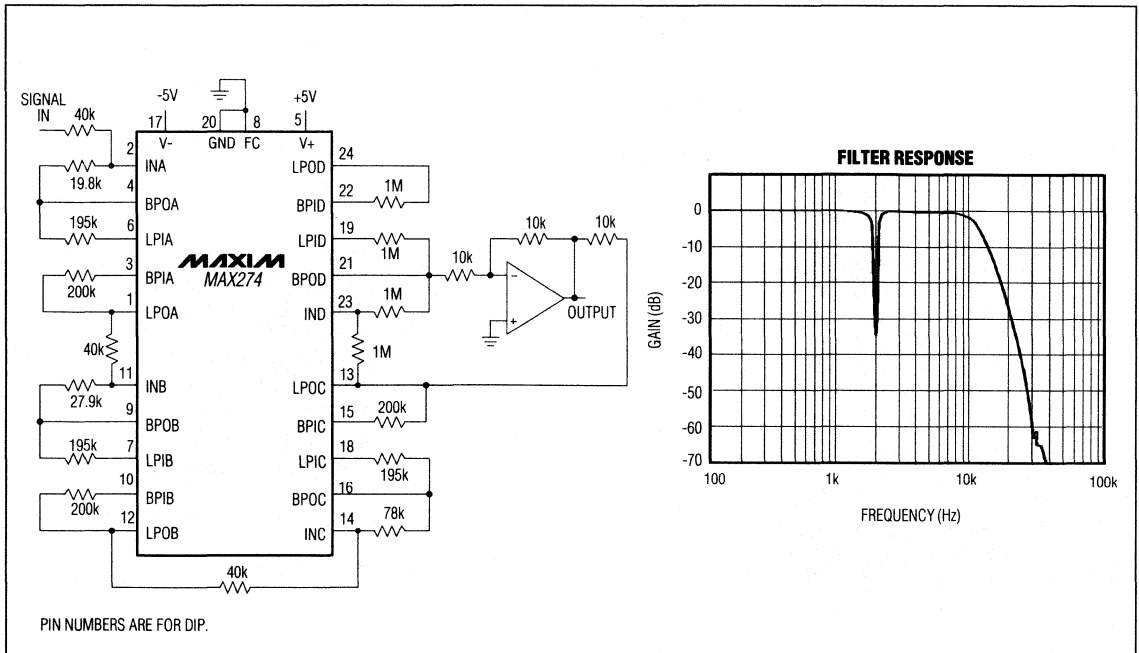 SIGNAL
IN
40k
-5V
+5V
17
20
8
5
V-
GND FC
V+
2
INA
19.8k
4
BPOA
195k
6
LPIA
3
BPIA
200k
1
LPOA
40k
11
INB
27.9k
9
BPOB
195k
7
LPIB
10
BPIB
200k
12
LPOB
40k
MAXIM
MAX274
24
LPOD
22
1M
BPID
19
LPID
1M
21
BPOD
1M
23
IND
1M
13
LPOC
15
200k
BPIC
18
LPIC
195k
16
BPOC
14
78k
INC
10k
10k
10k
-
+
OUTPUT
PIN NUMBERS ARE FOR DIP.
FILTER RESPONSE
GAIN (dB)
0
-10
-20
-30
-40
-50
-60
-70
100
1k
10k
100k
FREQUENCY (Hz)